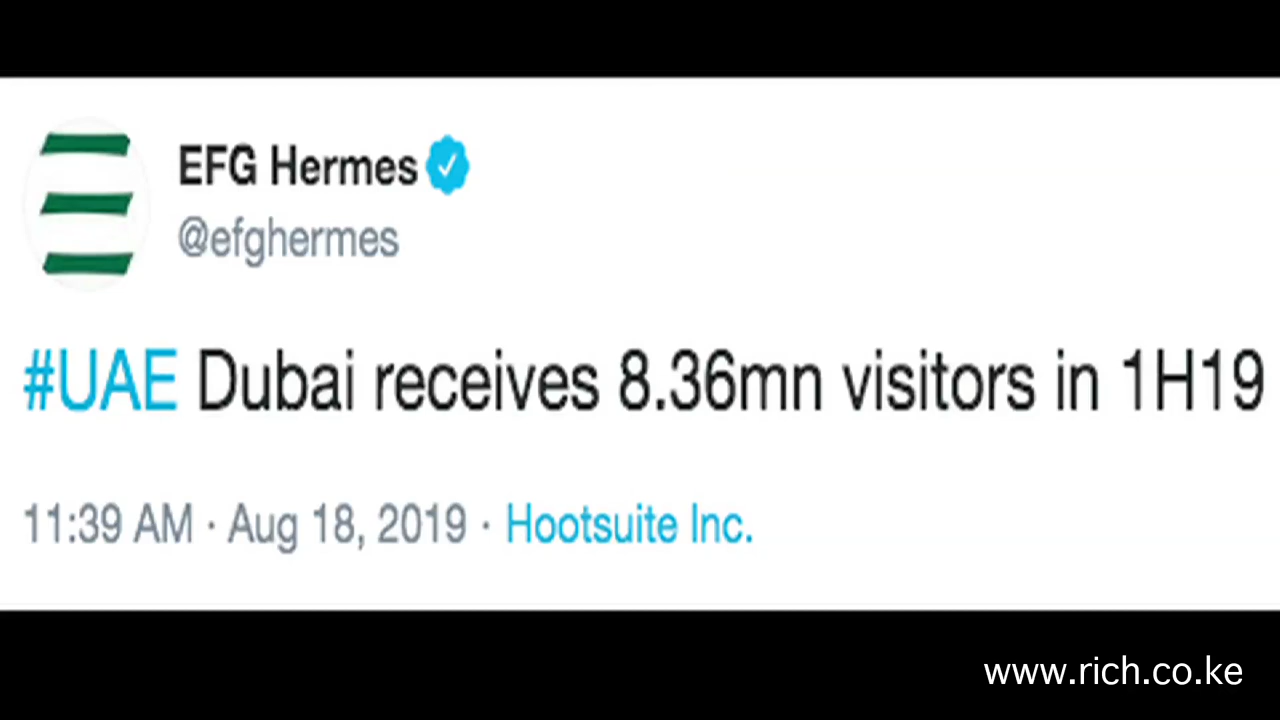 EFG Hermes
@efghermes
#UAE Dubai receives 8.36mn visitors in 1H19
11:39 AM · Aug 18, 2019 · Hootsuite Inc.
www.rich.co.ke